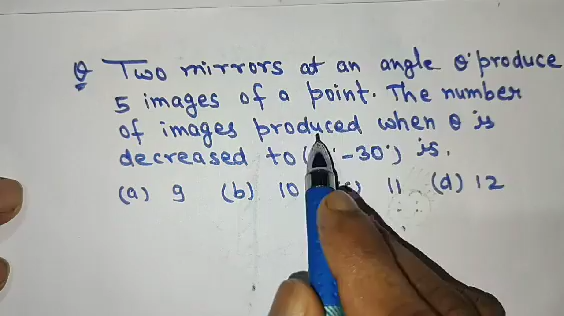 Q Two mirrors at an angle θ° produce
5 images of a point. The number
of images produced when θ is
decreased to ( ° - 30°) is.
(a) 9 (b) 10 ) 11 (d) 12